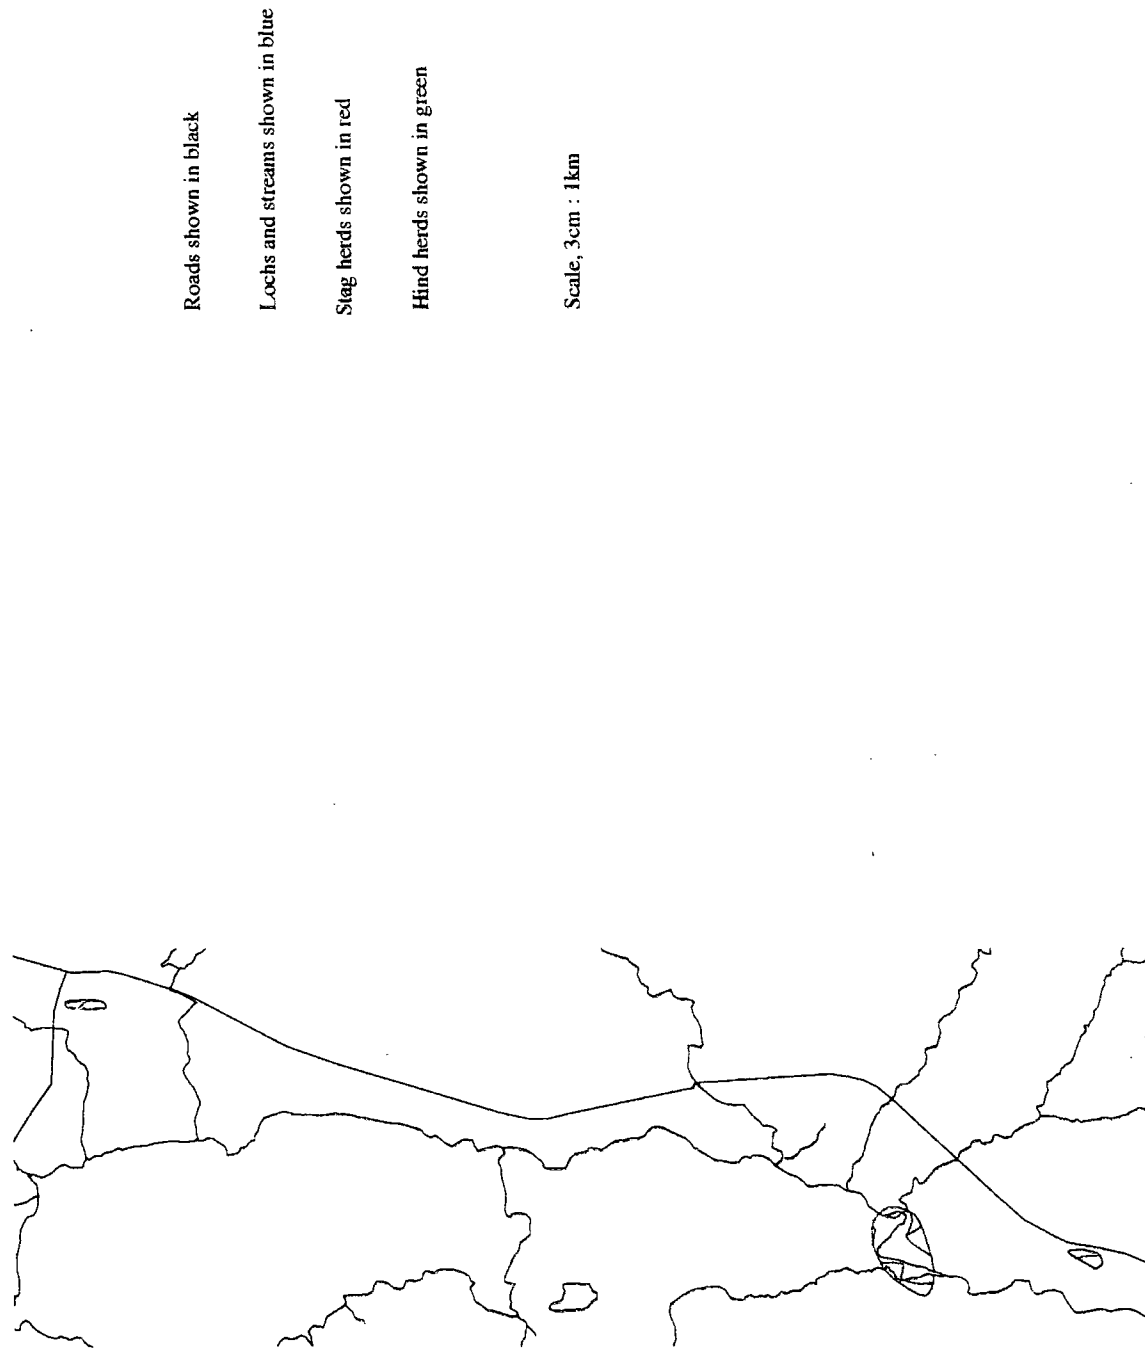 Roads shown in black
Lochs and streams shown in blue
Stag herds shown in red
Hind herds shown in green
Scale, 3cm : 1km